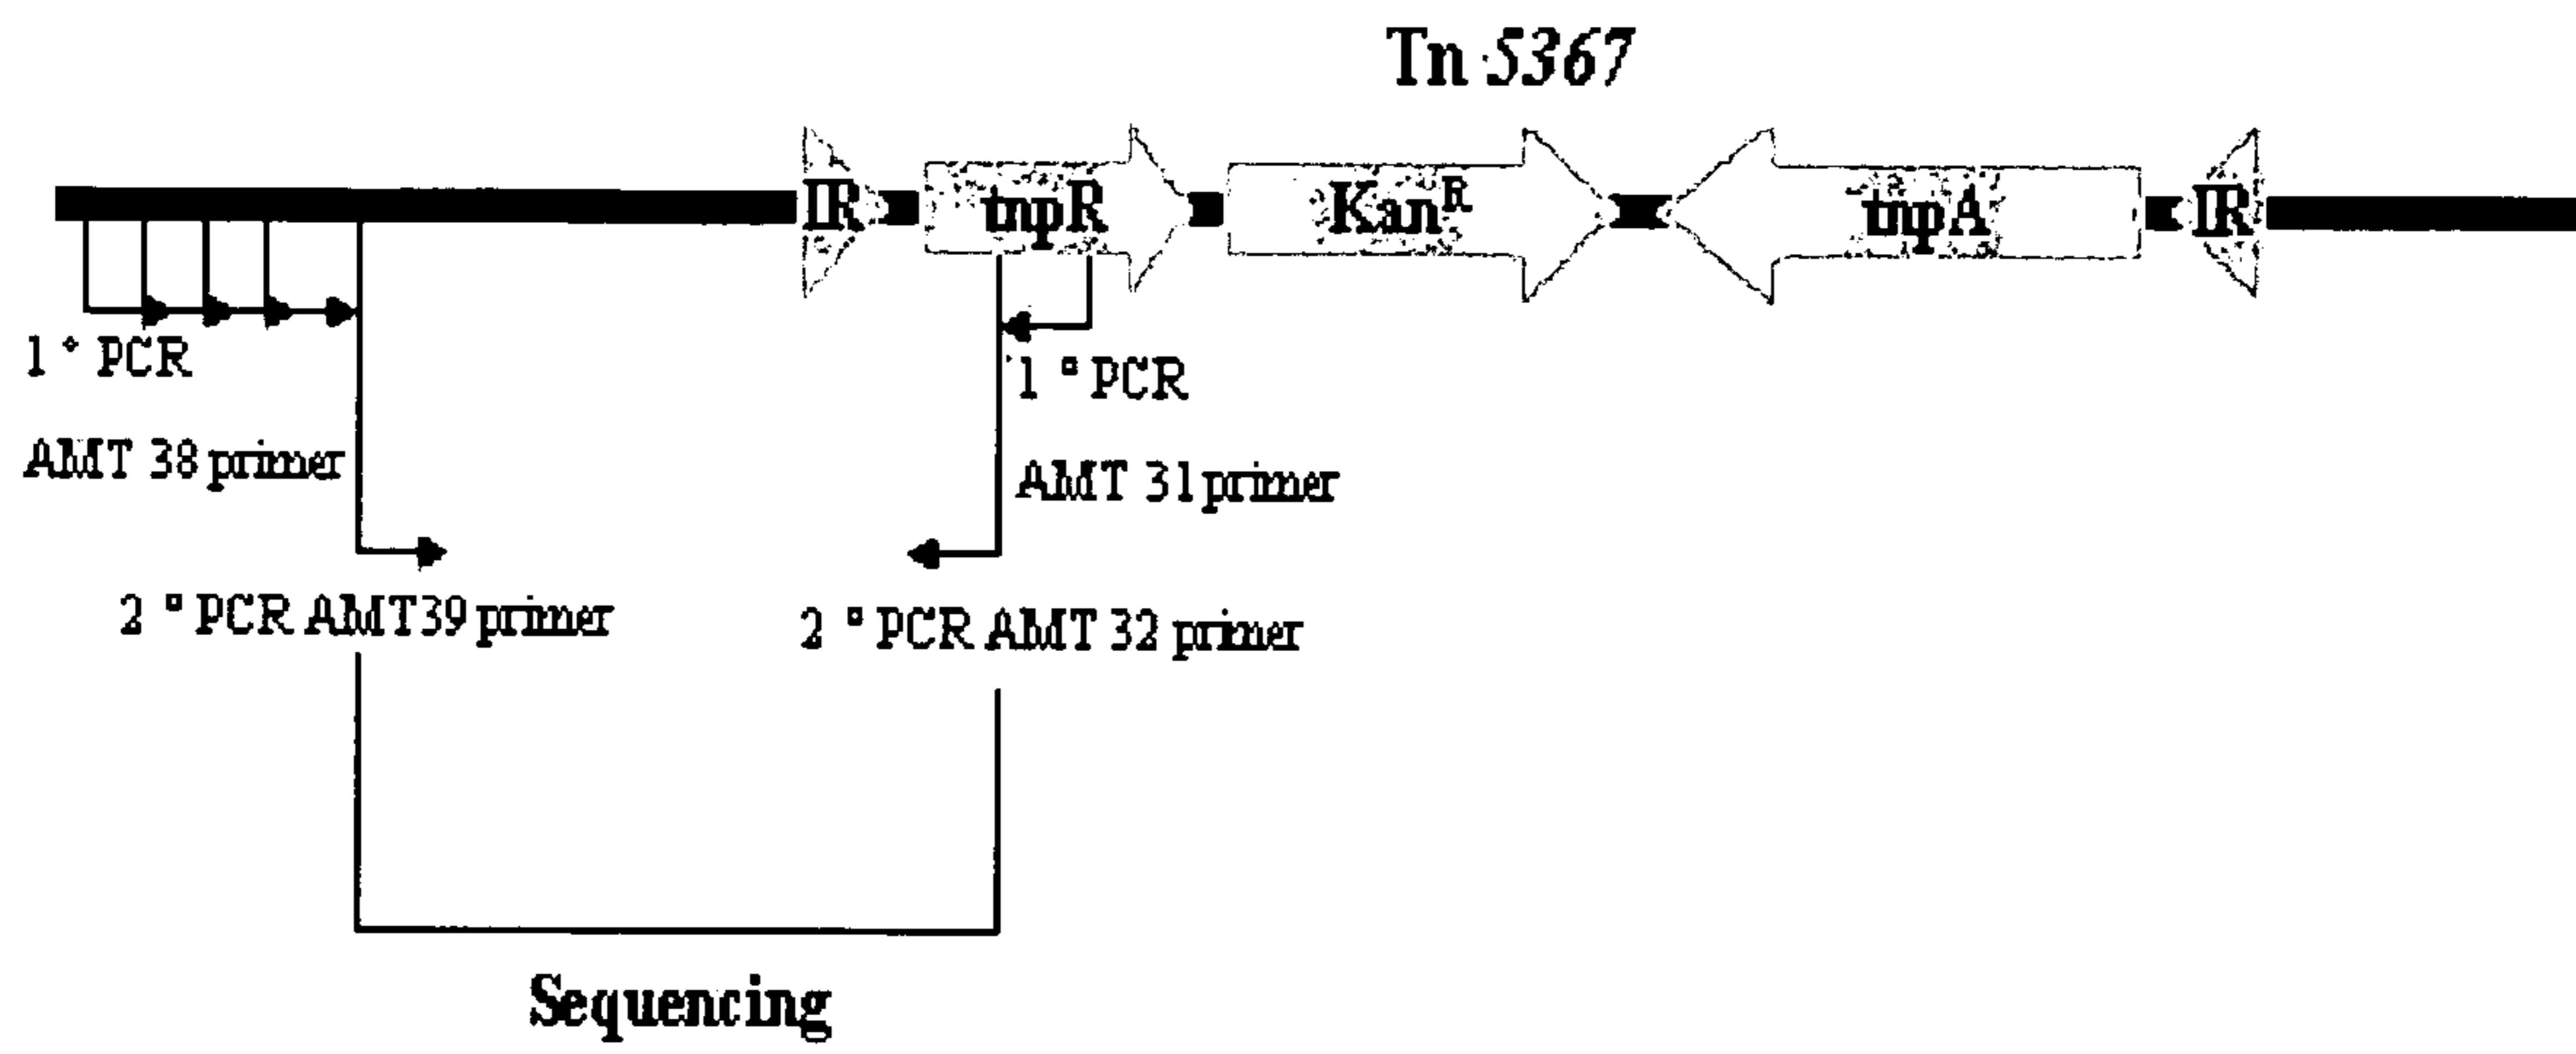 Tn 5367
IR tnpR Kan^R tnpA IR
1 ° PCR
1 ° PCR
AMT 38 primer
AMT 31 primer
2 ° PCR AMT39 primer
2 ° PCR AMT 32 primer
Sequencing